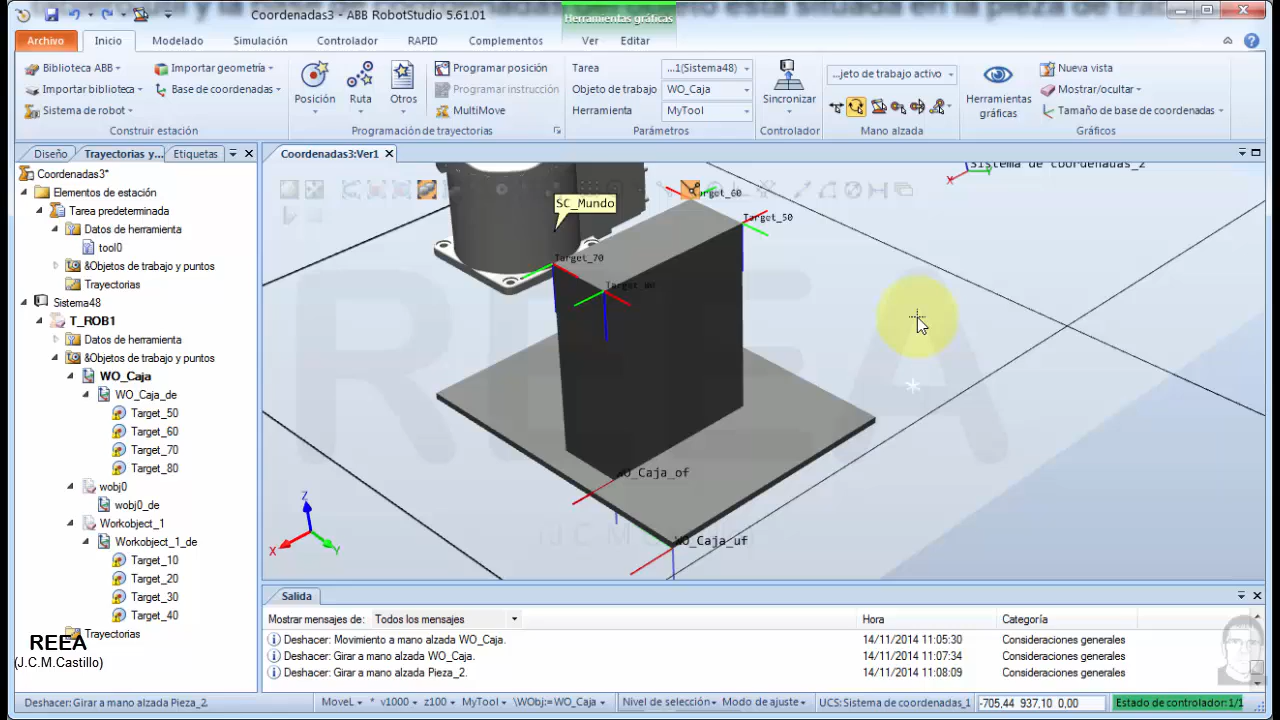 Coordenadas3 - ABB RobotStudio 5.61.01
Herramientas gráficas
Archivo Inicio Modelado Simulación Controlador RAPID Complementos Ver Editar
Biblioteca ABB
Importar biblioteca
Sistema de robot
Importar geometría
Base de coordenadas
Construir estación
Posición
Ruta
Otros
Programar posición
Programar instrucción
MultiMove
Programación de trayectorias
Tarea ...1(Sistema48)
Objeto de trabajo WO_Caja
Herramienta MyTool
Parámetros
Sincronizar
Controlador
...jeto de trabajo activo
Mano alzada
Herramientas
gráficas
Nueva vista
Mostrar/ocultar
Tamaño de base de coordenadas
Gráficos
Diseño Trayectorias y... Etiquetas
Coordenadas3:Ver1
Coordenadas3*
Elementos de estación
Tarea predeterminada
Datos de herramienta
tool0
&Objetos de trabajo y puntos
Trayectorias
Sistema48
T_ROB1
Datos de herramienta
&Objetos de trabajo y puntos
WO_Caja
WO_Caja_de
Target_50
Target_60
Target_70
Target_80
wobj0
wobj0_de
Workobject_1
Workobject_1_de
Target_10
Target_20
Target_30
Target_40
Trayectorias
REEA
(J.C.M.Castillo)
Sistema de coordenadas_2
SC_Mundo
Target_50
Target_70
WO_Caja_uf
REEA
X Y Z
Salida
Mostrar mensajes de: Todos los mensajes Hora Categoría
Deshacer: Movimiento a mano alzada WO_Caja. 14/11/2014 11:05:30 Consideraciones generales
Deshacer: Girar a mano alzada WO_Caja. 14/11/2014 11:07:34 Consideraciones generales
Deshacer: Girar a mano alzada Pieza_2. 14/11/2014 11:08:09 Consideraciones generales
Deshacer: Girar a mano alzada Pieza_2. MoveL * v1000 z100 MyTool \WObj:=WO_Caja Nivel de selección Modo de ajuste UCS: Sistema de coordenadas_1 -705,44 937,10 0,00 Estado de controlador: 1/1